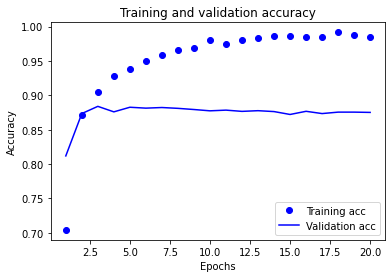 Training and validation accuracy
1.00
0.95
0.90
0.85
0.80
0.75
0.70
Accuracy
Training acc
Validation acc
2.5 5.0 7.5 10.0 12.5 15.0 17.5 20.0
Epochs